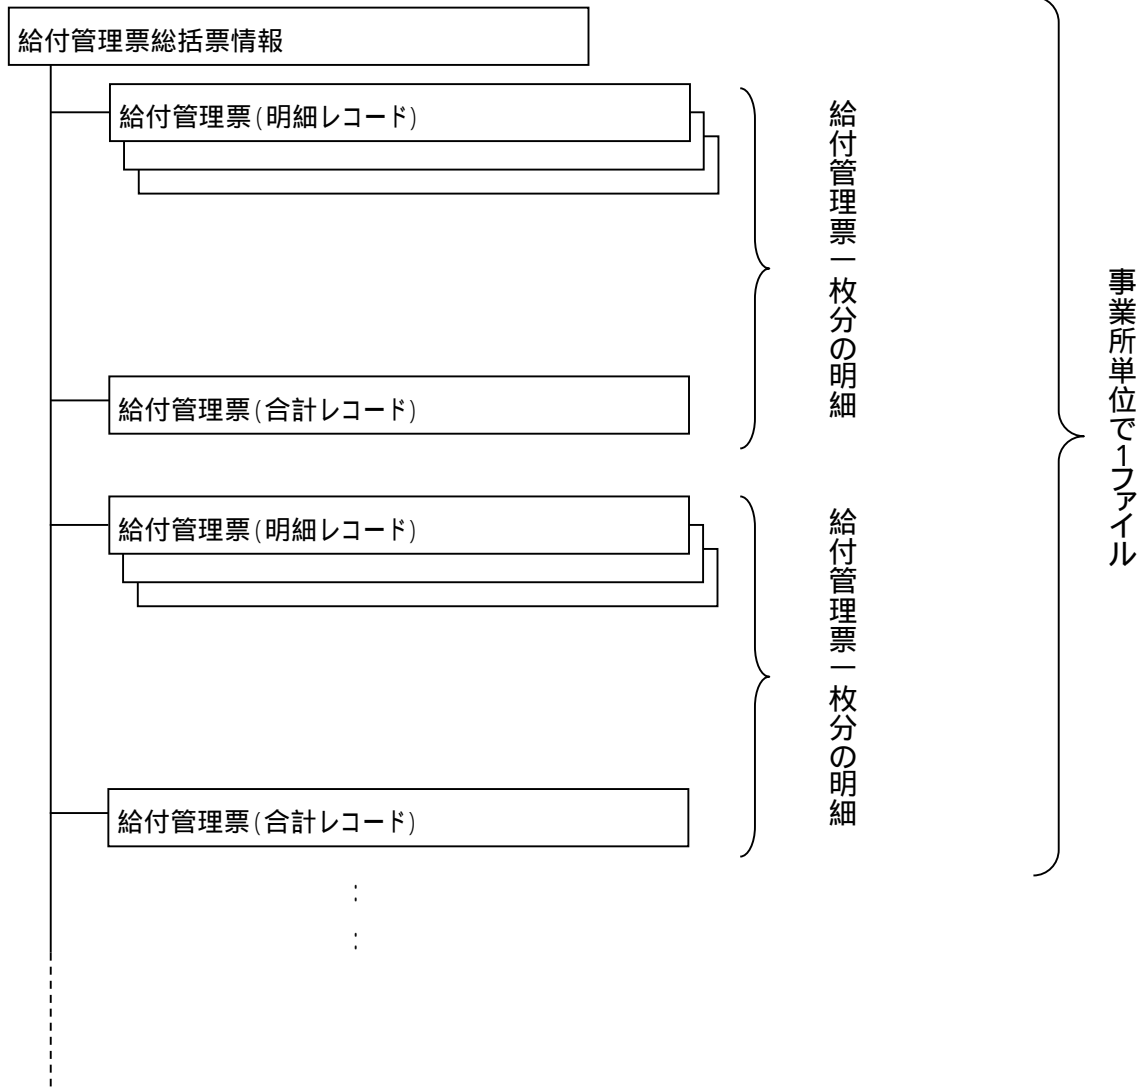 給付管理票総括票情報
給付管理票(明細レコード)
給付管理票(合計レコード)
給付管理票一枚分の明細
給付管理票(明細レコード)
給付管理票(合計レコード)
給付管理票一枚分の明細
事業所単位で1ファイル